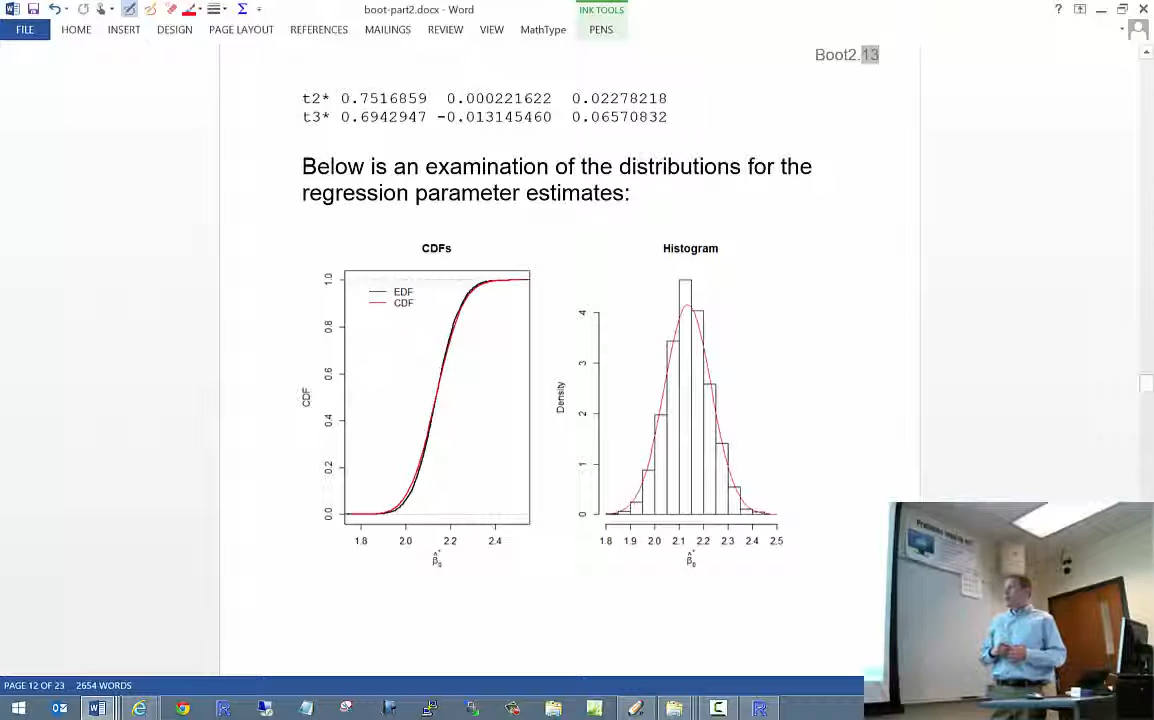 boot-part2.docx - Word
INK TOOLS
FILE
HOME
INSERT
DESIGN
PAGE LAYOUT
REFERENCES
MAILINGS
REVIEW
VIEW
MathType
PENS
Boot2.13
t2* 0.7516859 0.000221622 0.02278218
t3* 0.6942947 -0.013145460 0.06570832
Below is an examination of the distributions for the
regression parameter estimates:
CDFs
EDF
CDF
CDF
1.0
0.8
0.6
0.4
0.2
0.0
1.8 2.0 2.2 2.4
β̂*0
Histogram
Density
4
3
2
1
0
1.8 1.9 2.0 2.1 2.2 2.3 2.4 2.5
β̂*0
PAGE 12 OF 23 2654 WORDS